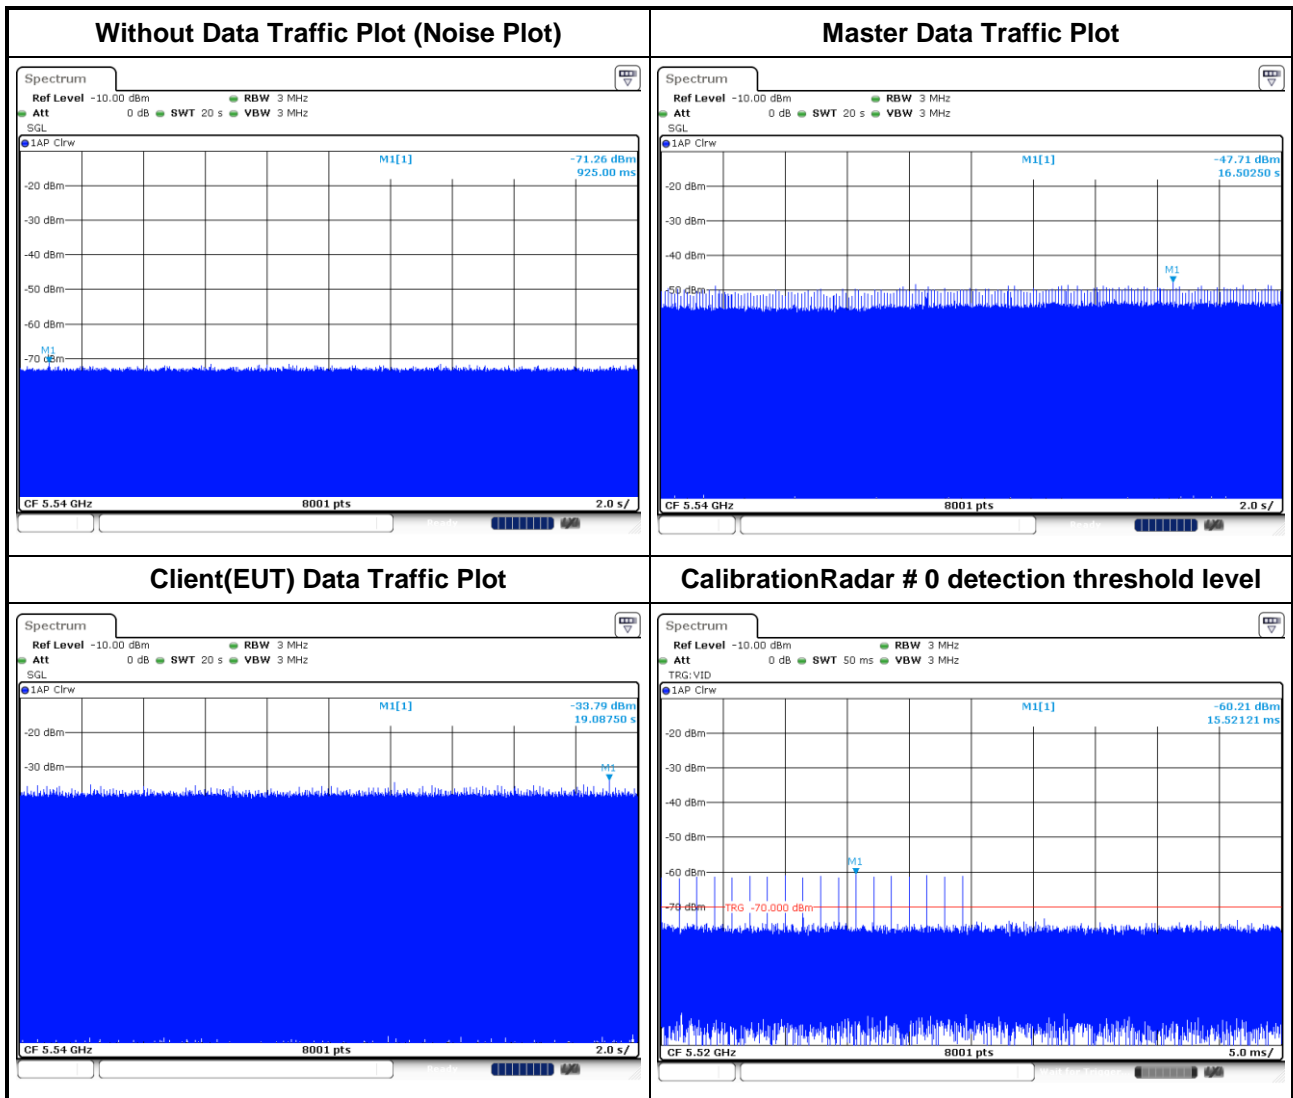 Without Data Traffic Plot (Noise Plot)
Spectrum
Ref Level -10.00 dBm RBW 3 MHz
Att 0 dB SWT 20 s VBW 3 MHz
SGL
1AP Clrw
M1[1] -71.26 dBm
925.00 ms
-20 dBm
-30 dBm
-40 dBm
-50 dBm
-60 dBm
M1
-70 dBm
CF 5.54 GHz 8001 pts 2.0 s/
Master Data Traffic Plot
Spectrum
Ref Level -10.00 dBm RBW 3 MHz
Att 0 dB SWT 20 s VBW 3 MHz
SGL
1AP Clrw
M1[1] -47.71 dBm
16.50250 s
-20 dBm
-30 dBm
-40 dBm
M1
-50 dBm
CF 5.54 GHz 8001 pts 2.0 s/
Client(EUT) Data Traffic Plot
Spectrum
Ref Level -10.00 dBm RBW 3 MHz
Att 0 dB SWT 20 s VBW 3 MHz
SGL
1AP Clrw
M1[1] -33.79 dBm
19.08750 s
-20 dBm
-30 dBm
M1
CF 5.54 GHz 8001 pts 2.0 s/
CalibrationRadar # 0 detection threshold level
Spectrum
Ref Level -10.00 dBm RBW 3 MHz
Att 0 dB SWT 50 ms VBW 3 MHz
TRG:VID
1AP Clrw
M1[1] -60.21 dBm
15.52121 ms
-20 dBm
-30 dBm
-40 dBm
-50 dBm
M1
-60 dBm
-70 dBm TRG -70.000 dBm
CF 5.52 GHz 8001 pts 5.0 ms/